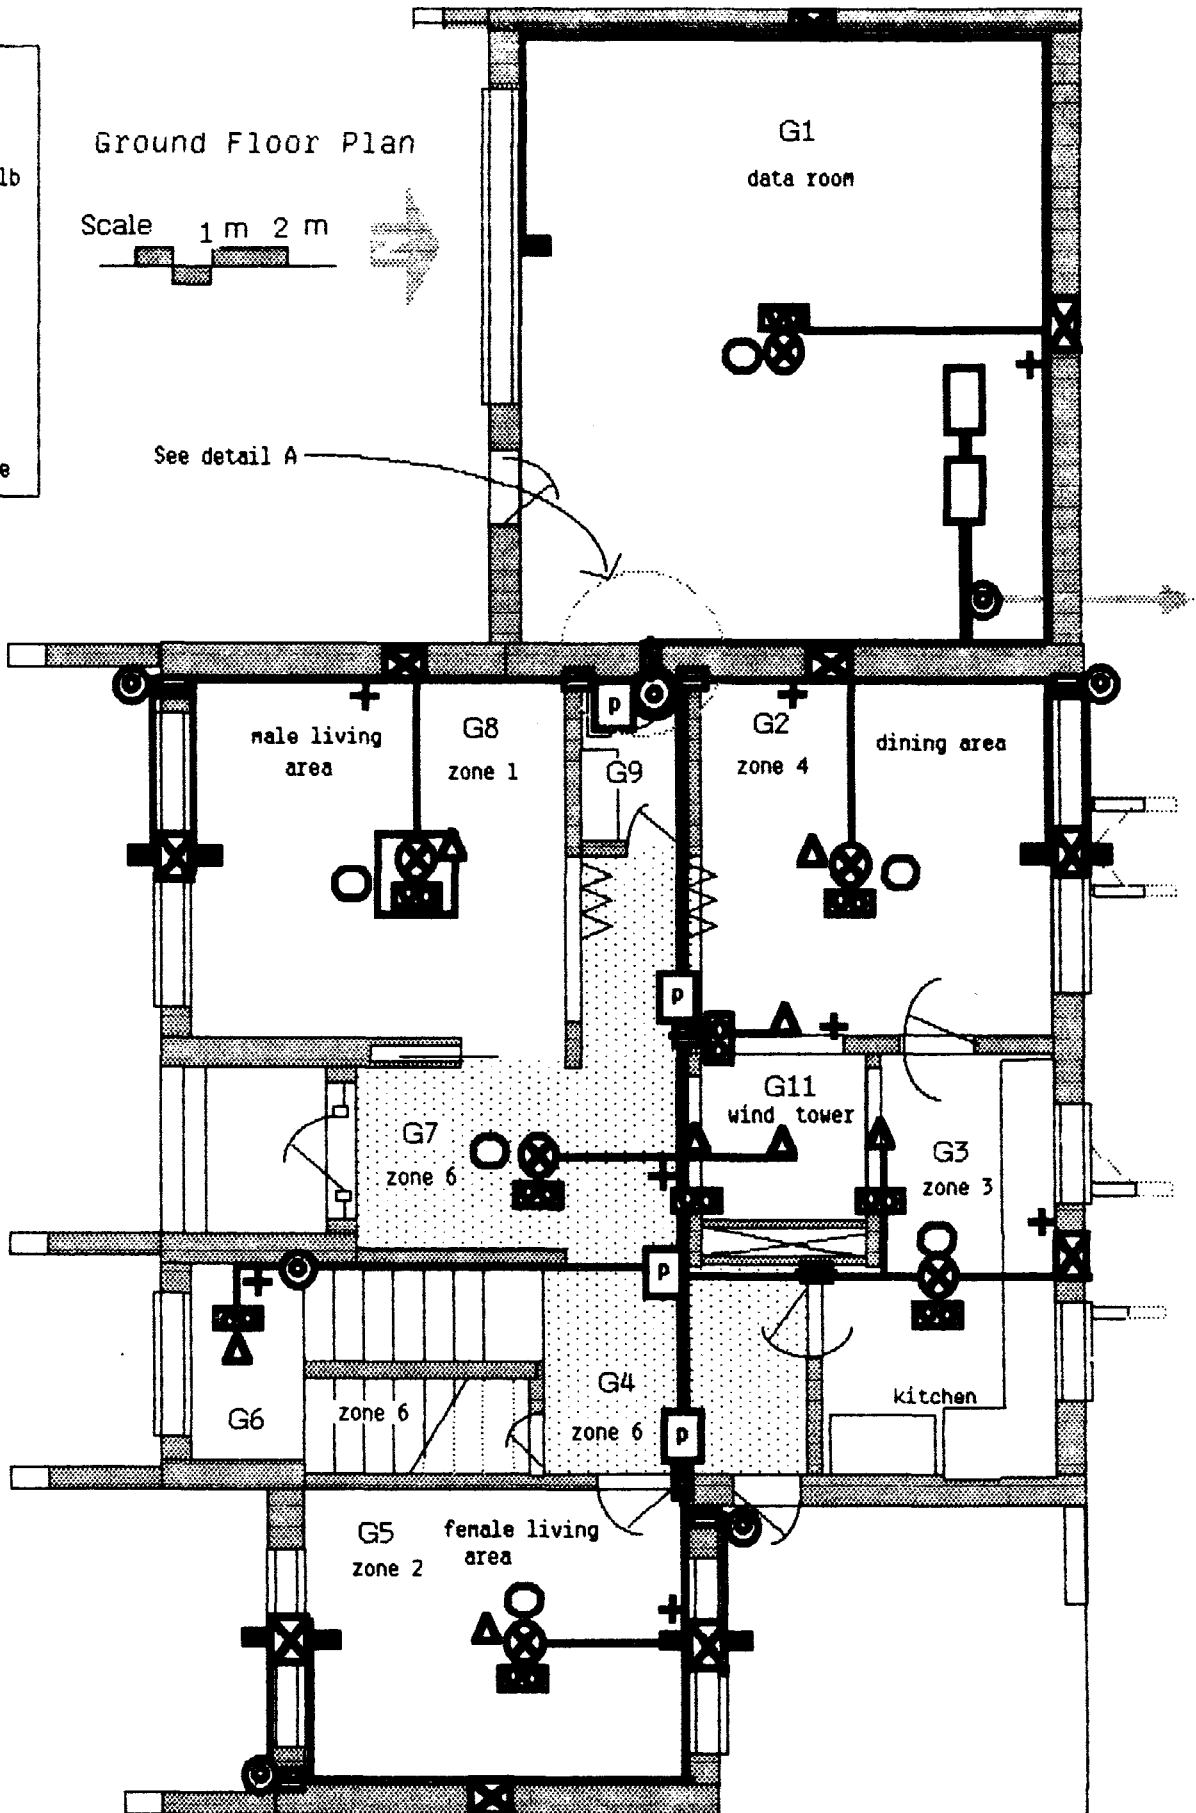 Ground Floor Plan
lb
Scale 1 m 2 m
N
e
See detail A
G1
data room
male living
area
G8
zone 1
P
G9
G2
zone 4
dining area
P
G11
wind tower
G7
zone 6
G3
zone 3
P
G6
zone 6
G4
zone 6
P
kitchen
G5
zone 2
female living
area